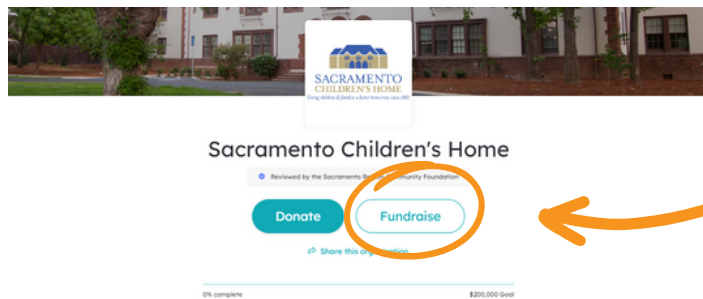 SACRAMENTO
CHILDREN'S HOME
Sacramento Children's Home
Reviewed by the Sacramento Community Foundation
Donate
Fundraise
Share this organization
0% complete
$200,000 Goal